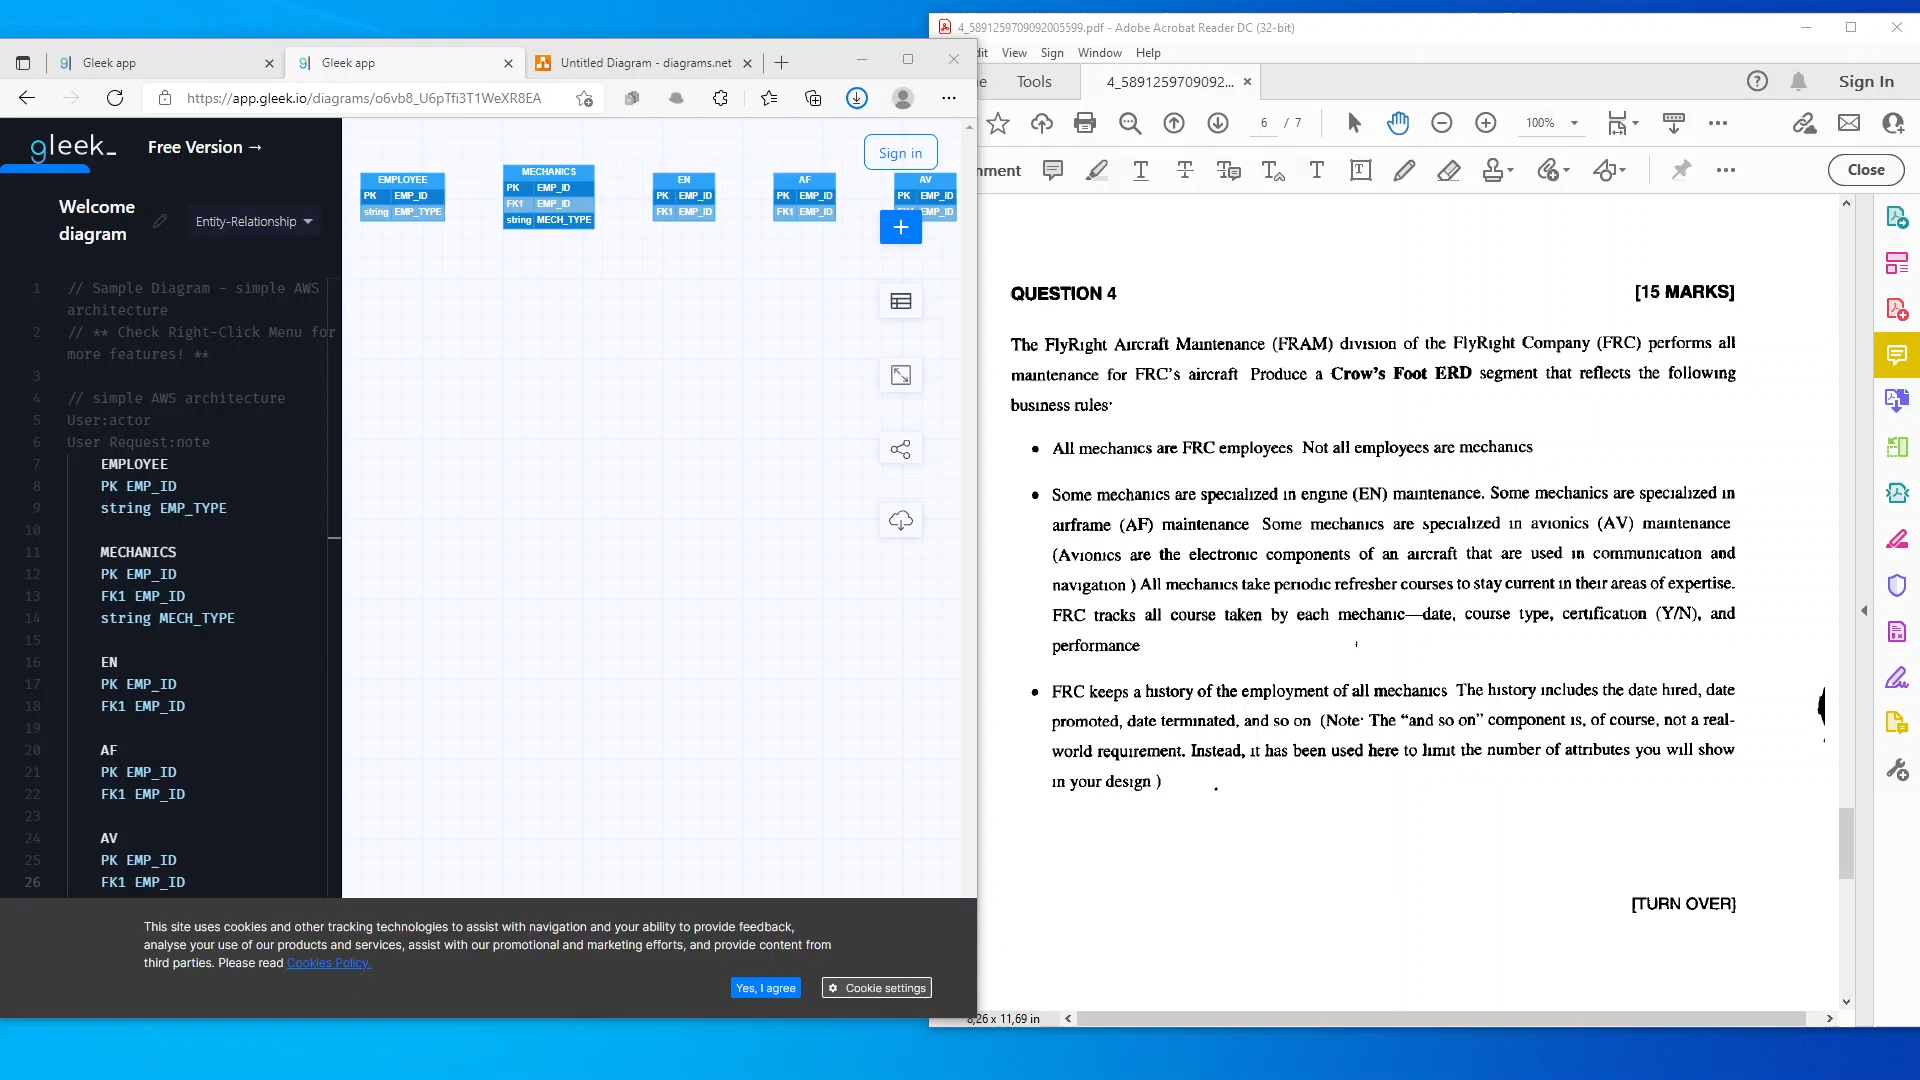 4_5891259709092005599.pdf - Adobe Acrobat Reader DC (32-bit)
dit View Sign Window Help
Tools 4_5891259709092... Sign In
6 / 7 100%
nment Close
Gleek app
Gleek app
Untitled Diagram - diagrams.net
https://app.gleek.io/diagrams/o6vb8_U6pTfi3T1WeXR8EA
gleek_ Free Version →
Sign in
Welcome
diagram
Entity-Relationship
1 // Sample Diagram - simple AWS
architecture
2 // ** Check Right-Click Menu for
more features! **
3
4 // simple AWS architecture
5 User:actor
6 User Request:note
7 EMPLOYEE
8 PK EMP_ID
9 string EMP_TYPE
10
11 MECHANICS
12 PK EMP_ID
13 FK1 EMP_ID
14 string MECH_TYPE
15
16 EN
17 PK EMP_ID
18 FK1 EMP_ID
19
20 AF
21 PK EMP_ID
22 FK1 EMP_ID
23
24 AV
25 PK EMP_ID
26 FK1 EMP_ID
EMPLOYEE
PK EMP_ID
string EMP_TYPE
MECHANICS
PK EMP_ID
FK1 EMP_ID
string MECH_TYPE
EN
PK EMP_ID
FK1 EMP_ID
AF
PK EMP_ID
FK1 EMP_ID
AV
PK EMP_ID
EMP_ID
+
This site uses cookies and other tracking technologies to assist with navigation and your ability to provide feedback,
analyse your use of our products and services, assist with our promotional and marketing efforts, and provide content from
third parties. Please read Cookies Policy.
Yes, I agree
Cookie settings
QUESTION 4 [15 MARKS]
The FlyRight Aircraft Maintenance (FRAM) division of the FlyRight Company (FRC) performs all
maintenance for FRC's aircraft Produce a Crow's Foot ERD segment that reflects the following
business rules·
• All mechanics are FRC employees Not all employees are mechanics
• Some mechanics are specialized in engine (EN) maintenance. Some mechanics are specialized in
airframe (AF) maintenance Some mechanics are specialized in avionics (AV) maintenance
(Avionics are the electronic components of an aircraft that are used in communication and
navigation ) All mechanics take periodic refresher courses to stay current in their areas of expertise.
FRC tracks all course taken by each mechanic—date, course type, certification (Y/N), and
performance
• FRC keeps a history of the employment of all mechanics The history includes the date hired, date
promoted, date terminated, and so on (Note· The “and so on” component is, of course, not a real-
world requirement. Instead, it has been used here to limit the number of attributes you will show
in your design )
[TURN OVER]
8,26 x 11,69 in